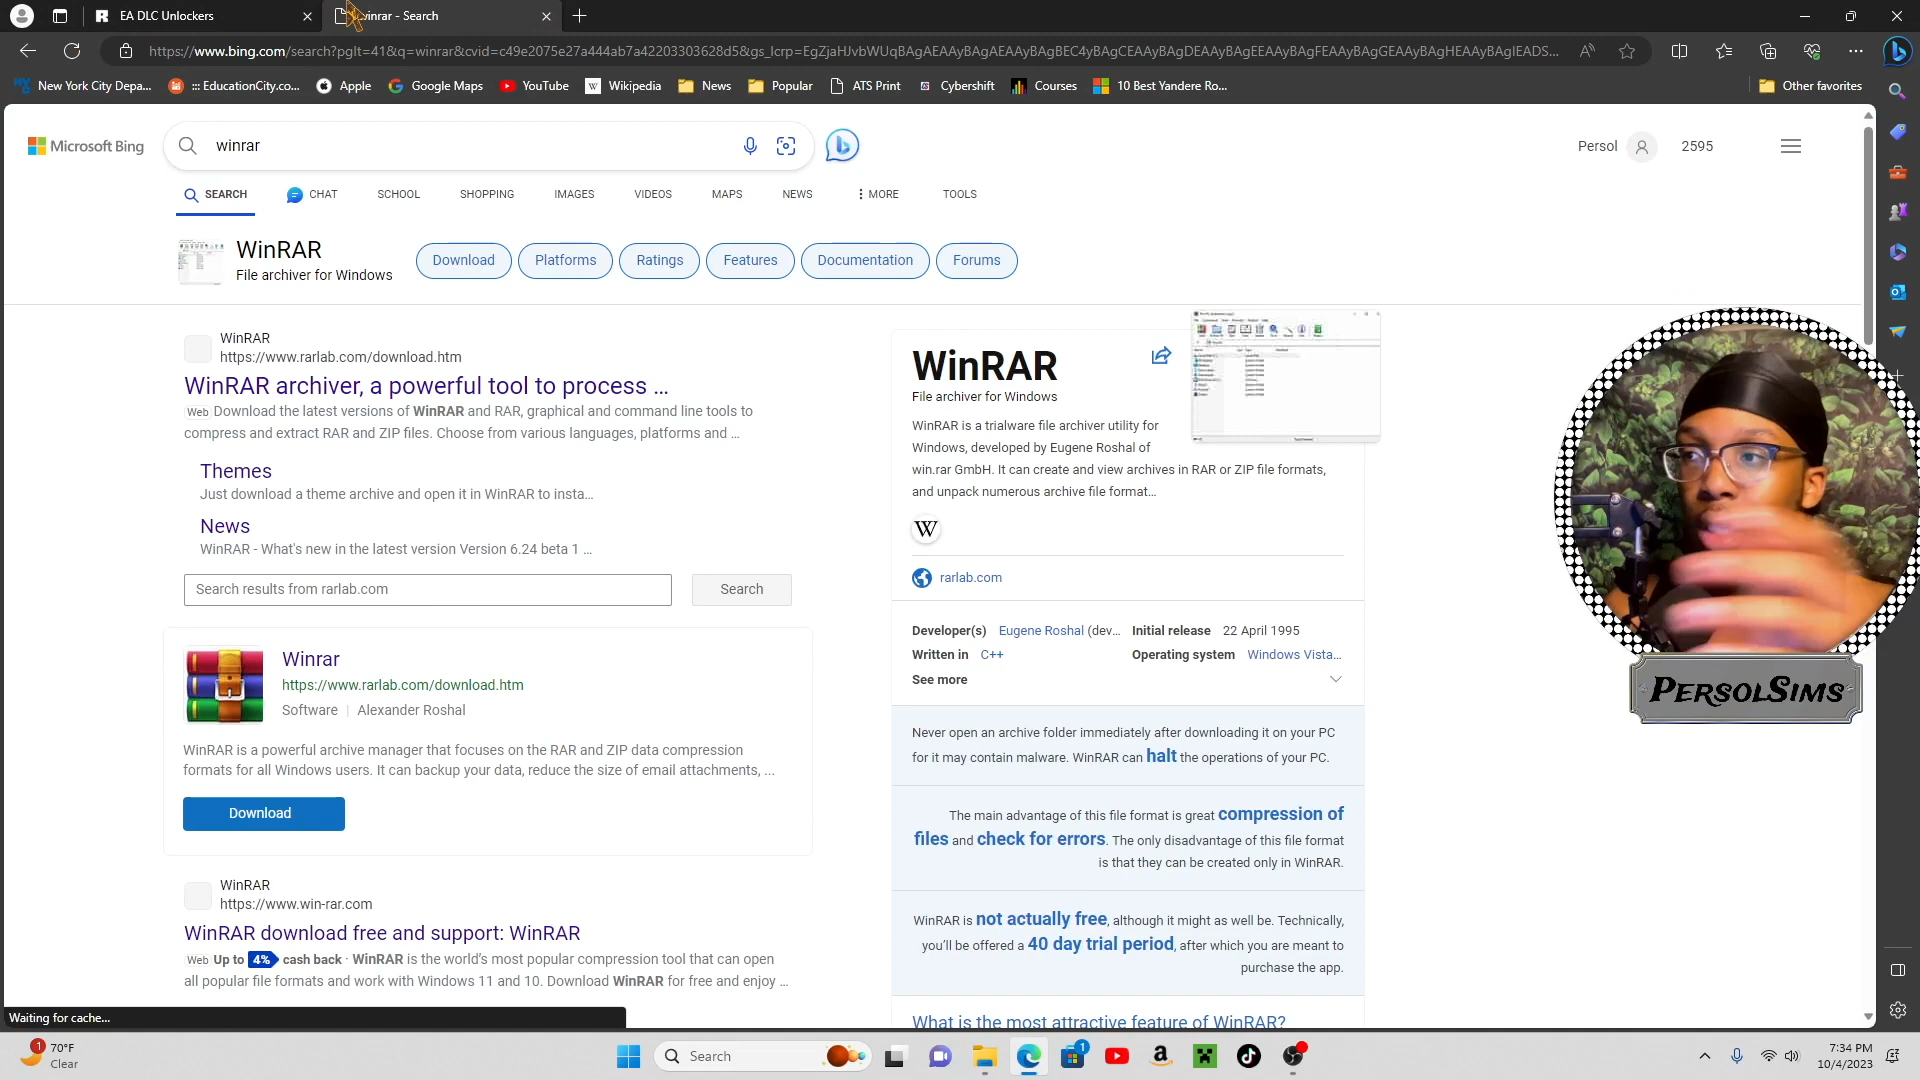 EA DLC Unlockers
winrar - Search
https://www.bing.com/search?pglt=41&q=winrar&cvid=c49e2075e27a444ab7a42203303628d5&gs_lcrp=EgZjaHJvbWUqBAgAEAAyBAgAEAAyBAgBEC4yBAgCEAAyBAgDEAAyBAgEEAAyBAgFEAAyBAgGEAAyBAgHEAAyBAgIEADS...
New York City Depa...
::: EducationCity.co...
Apple
Google Maps
YouTube
Wikipedia
News
Popular
ATS Print
Cybershift
Courses
10 Best Yandere Ro...
Other favorites
Microsoft Bing
winrar
Persol
2595
SEARCH
CHAT
SCHOOL
SHOPPING
IMAGES
VIDEOS
MAPS
NEWS
MORE
TOOLS
WinRAR
File archiver for Windows
Download
Platforms
Ratings
Features
Documentation
Forums
WinRAR
https://www.rarlab.com/download.htm
WinRAR archiver, a powerful tool to process ...
Web Download the latest versions of WinRAR and RAR, graphical and command line tools to
compress and extract RAR and ZIP files. Choose from various languages, platforms and ...
Themes
Just download a theme archive and open it in WinRAR to insta...
News
WinRAR - What's new in the latest version Version 6.24 beta 1 ...
Search results from rarlab.com
Search
Winrar
https://www.rarlab.com/download.htm
Software | Alexander Roshal
WinRAR is a powerful archive manager that focuses on the RAR and ZIP data compression
formats for all Windows users. It can backup your data, reduce the size of email attachments, ...
Download
WinRAR
https://www.win-rar.com
WinRAR download free and support: WinRAR
Web Up to 4% cash back · WinRAR is the world's most popular compression tool that can open
all popular file formats and work with Windows 11 and 10. Download WinRAR for free and enjoy ...
Waiting for cache...
WinRAR
File archiver for Windows
WinRAR is a trialware file archiver utility for
Windows, developed by Eugene Roshal of
win.rar GmbH. It can create and view archives in RAR or ZIP file formats,
and unpack numerous archive file format...
W
rarlab.com
Developer(s) Eugene Roshal (dev... Initial release 22 April 1995
Written in C++ Operating system Windows Vista...
See more
Never open an archive folder immediately after downloading it on your PC
for it may contain malware. WinRAR can halt the operations of your PC.
The main advantage of this file format is great compression of
files and check for errors. The only disadvantage of this file format
is that they can be created only in WinRAR.
WinRAR is not actually free, although it might as well be. Technically,
you'll be offered a 40 day trial period, after which you are meant to
purchase the app.
What is the most attractive feature of WinRAR?
PERSOLSIMS
1
70°F
Clear
Search
1
7:34 PM
10/4/2023